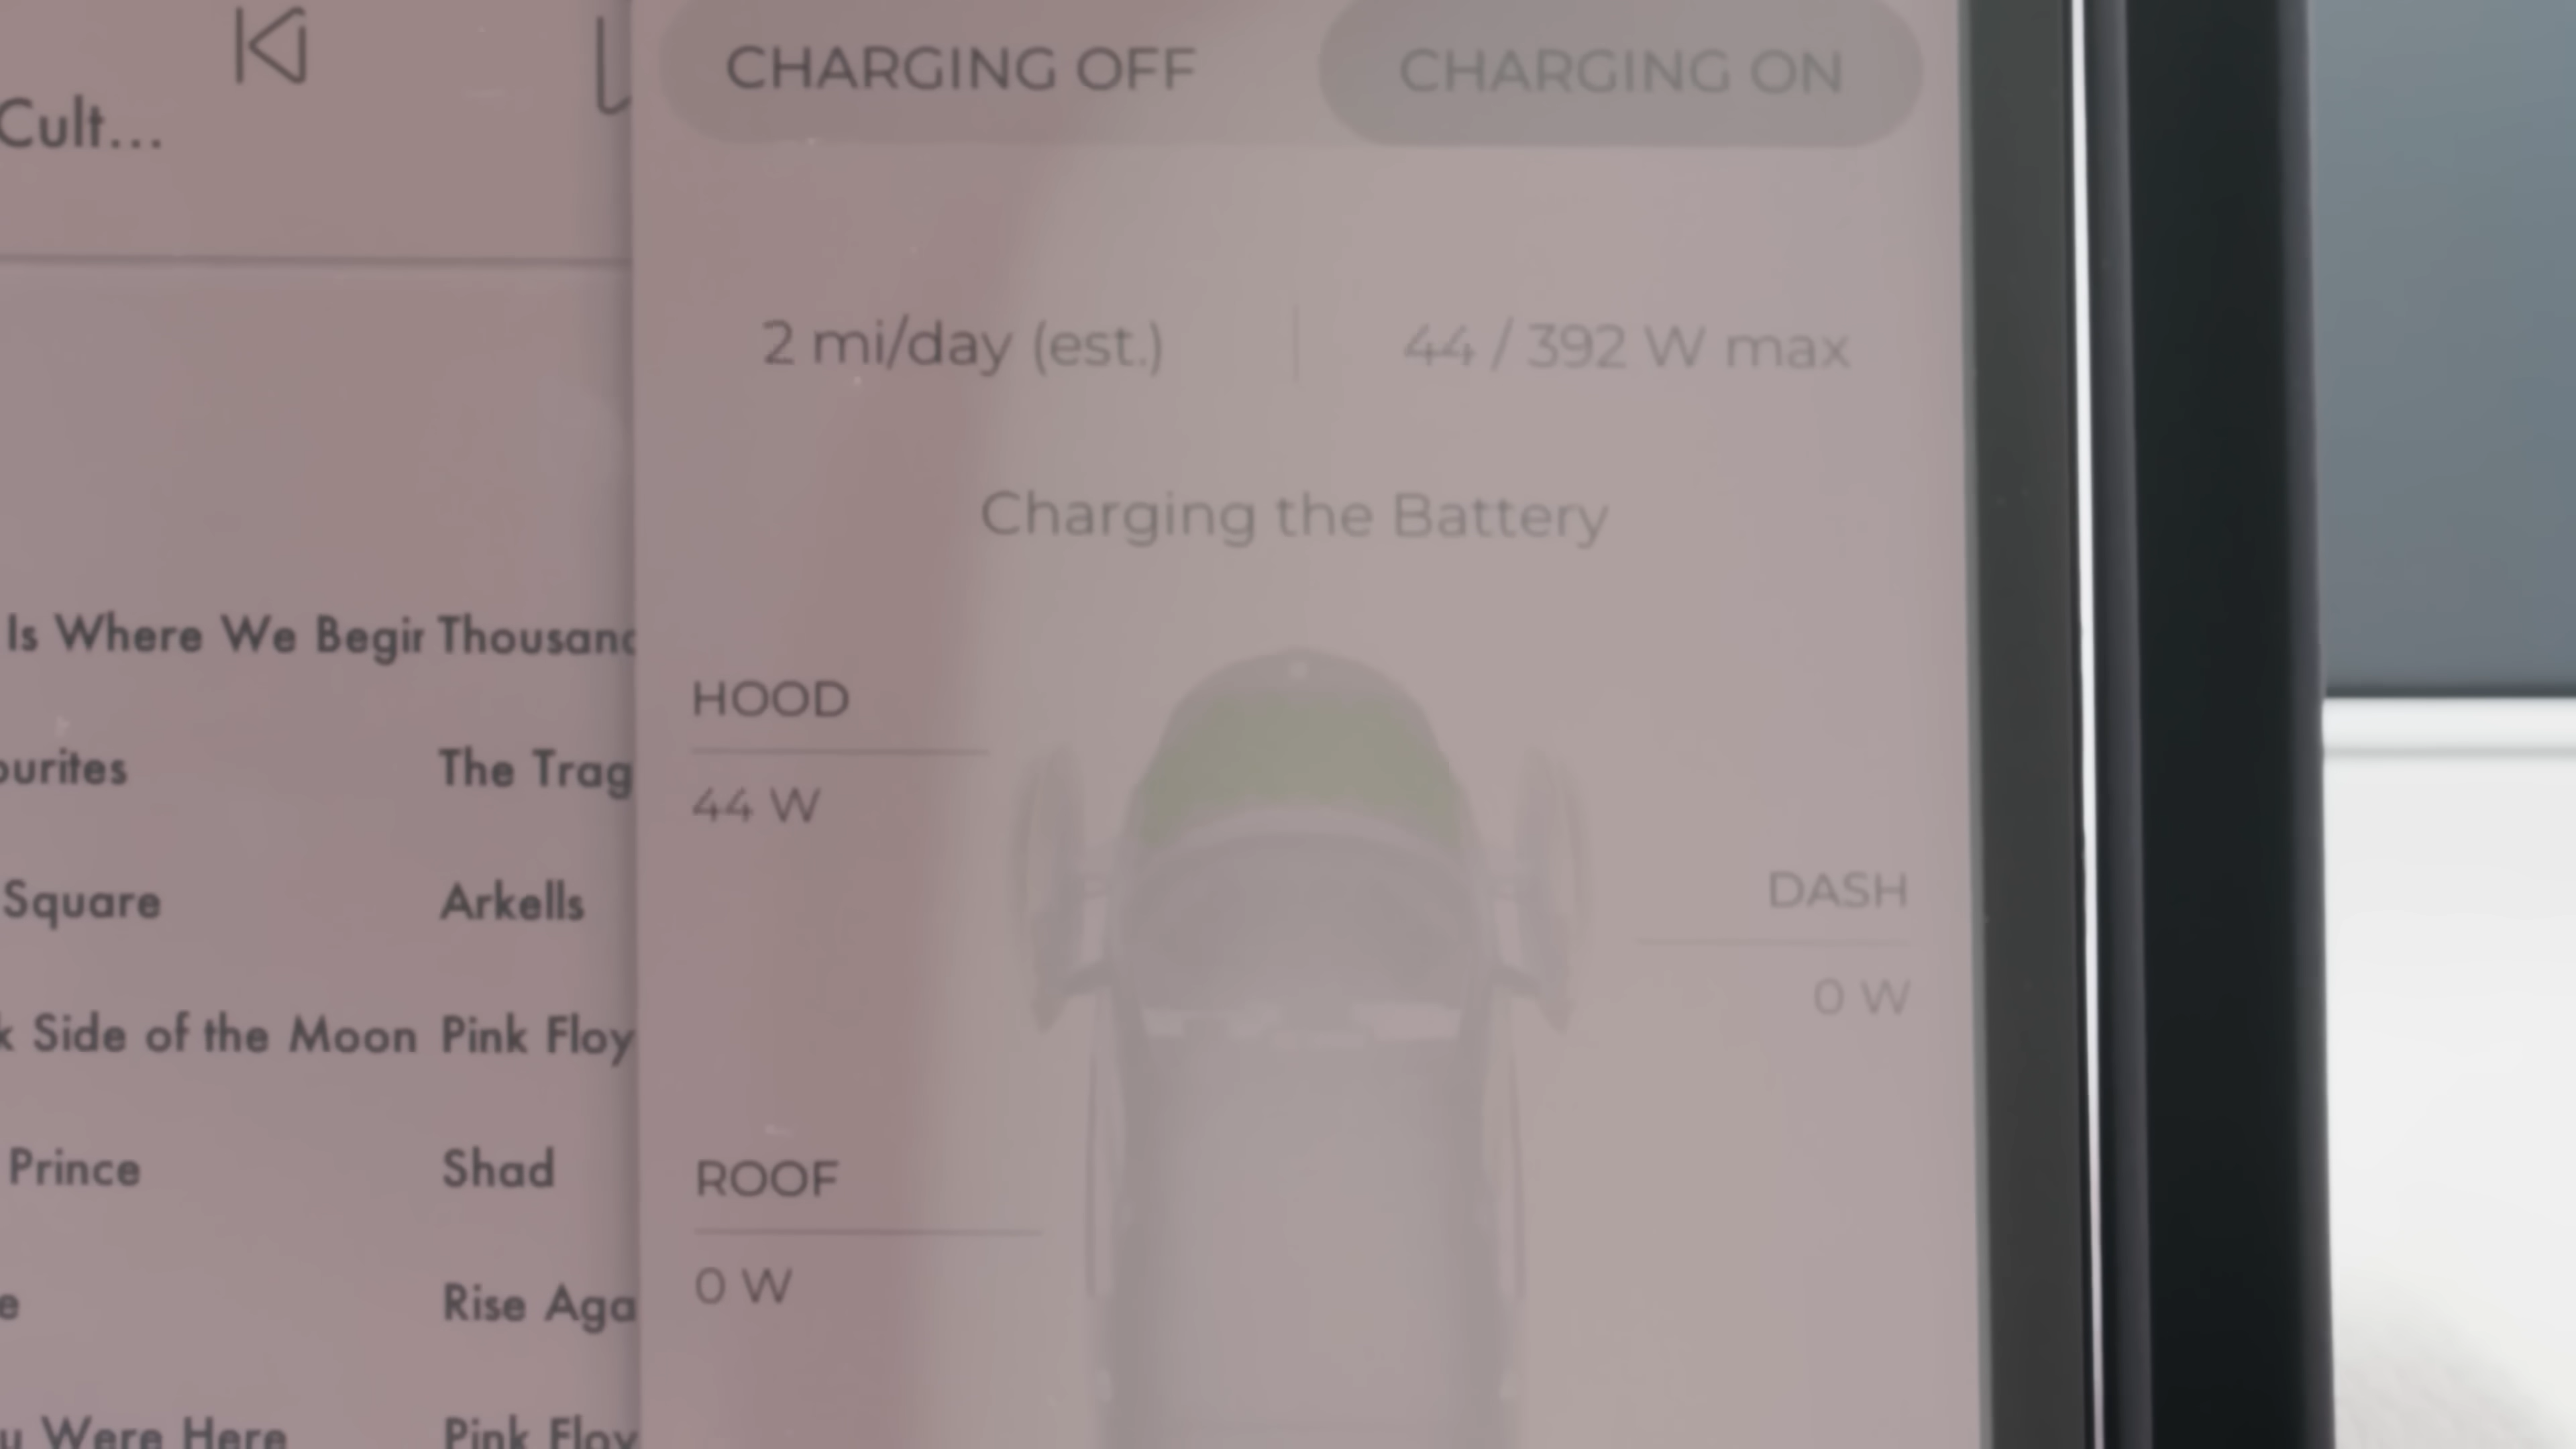 Cult...
Is Where We Begin Thousand
ourites The Trag
Square Arkells
k Side of the Moon Pink Floy
Prince Shad
e Rise Aga
u Were Here Pink Floy
CHARGING OFF CHARGING ON
2 mi/day (est.) 44 / 392 W max
Charging the Battery
HOOD
44 W
DASH
0 W
ROOF
0 W